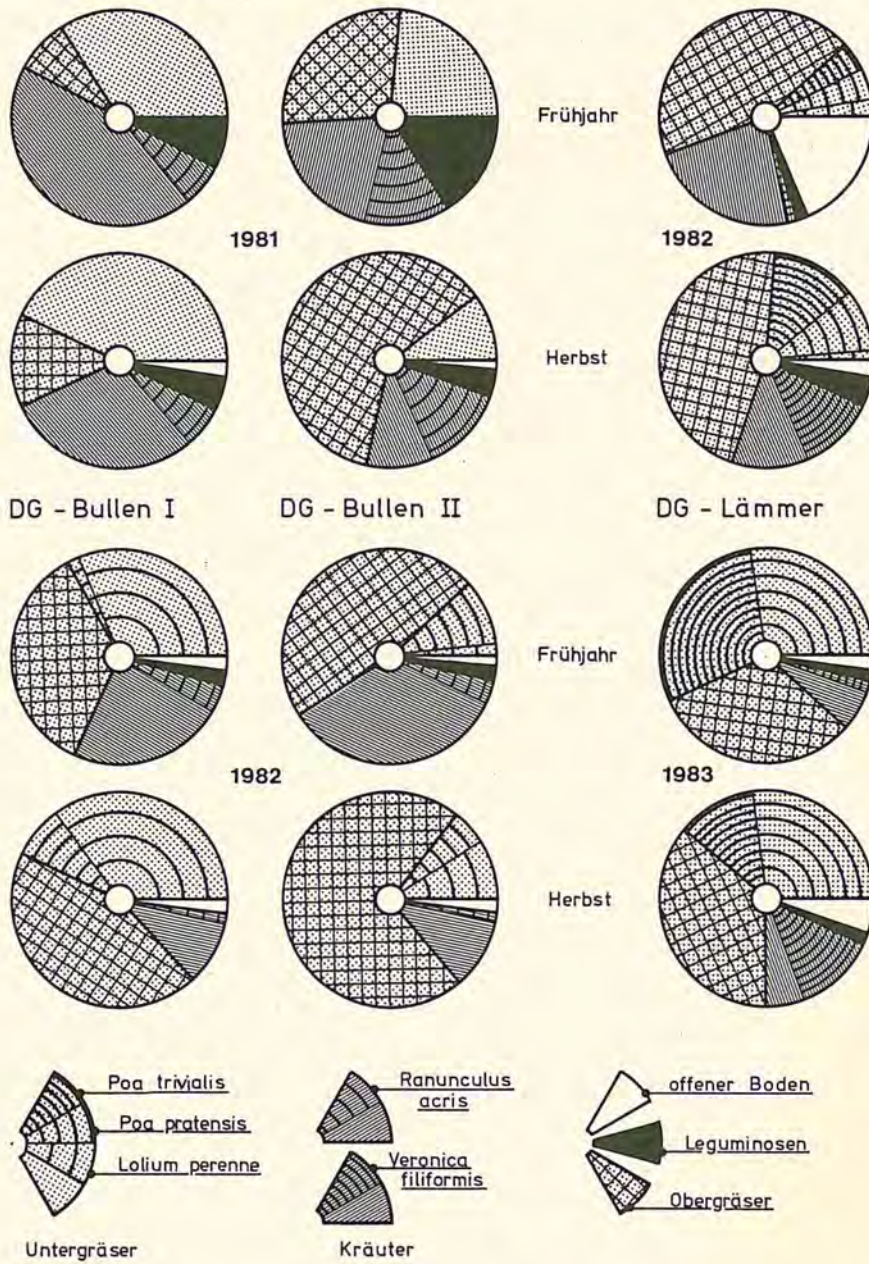 Frühjahr
1981 1982
Herbst
DG - Bullen I DG - Bullen II DG - Lämmer
Frühjahr
1982 1983
Herbst
Poa trivialis
Poa pratensis
Lolium perenne
Untergräser
Ranunculus
acris
Veronica
filiformis
Kräuter
offener Boden
Leguminosen
Obergräser